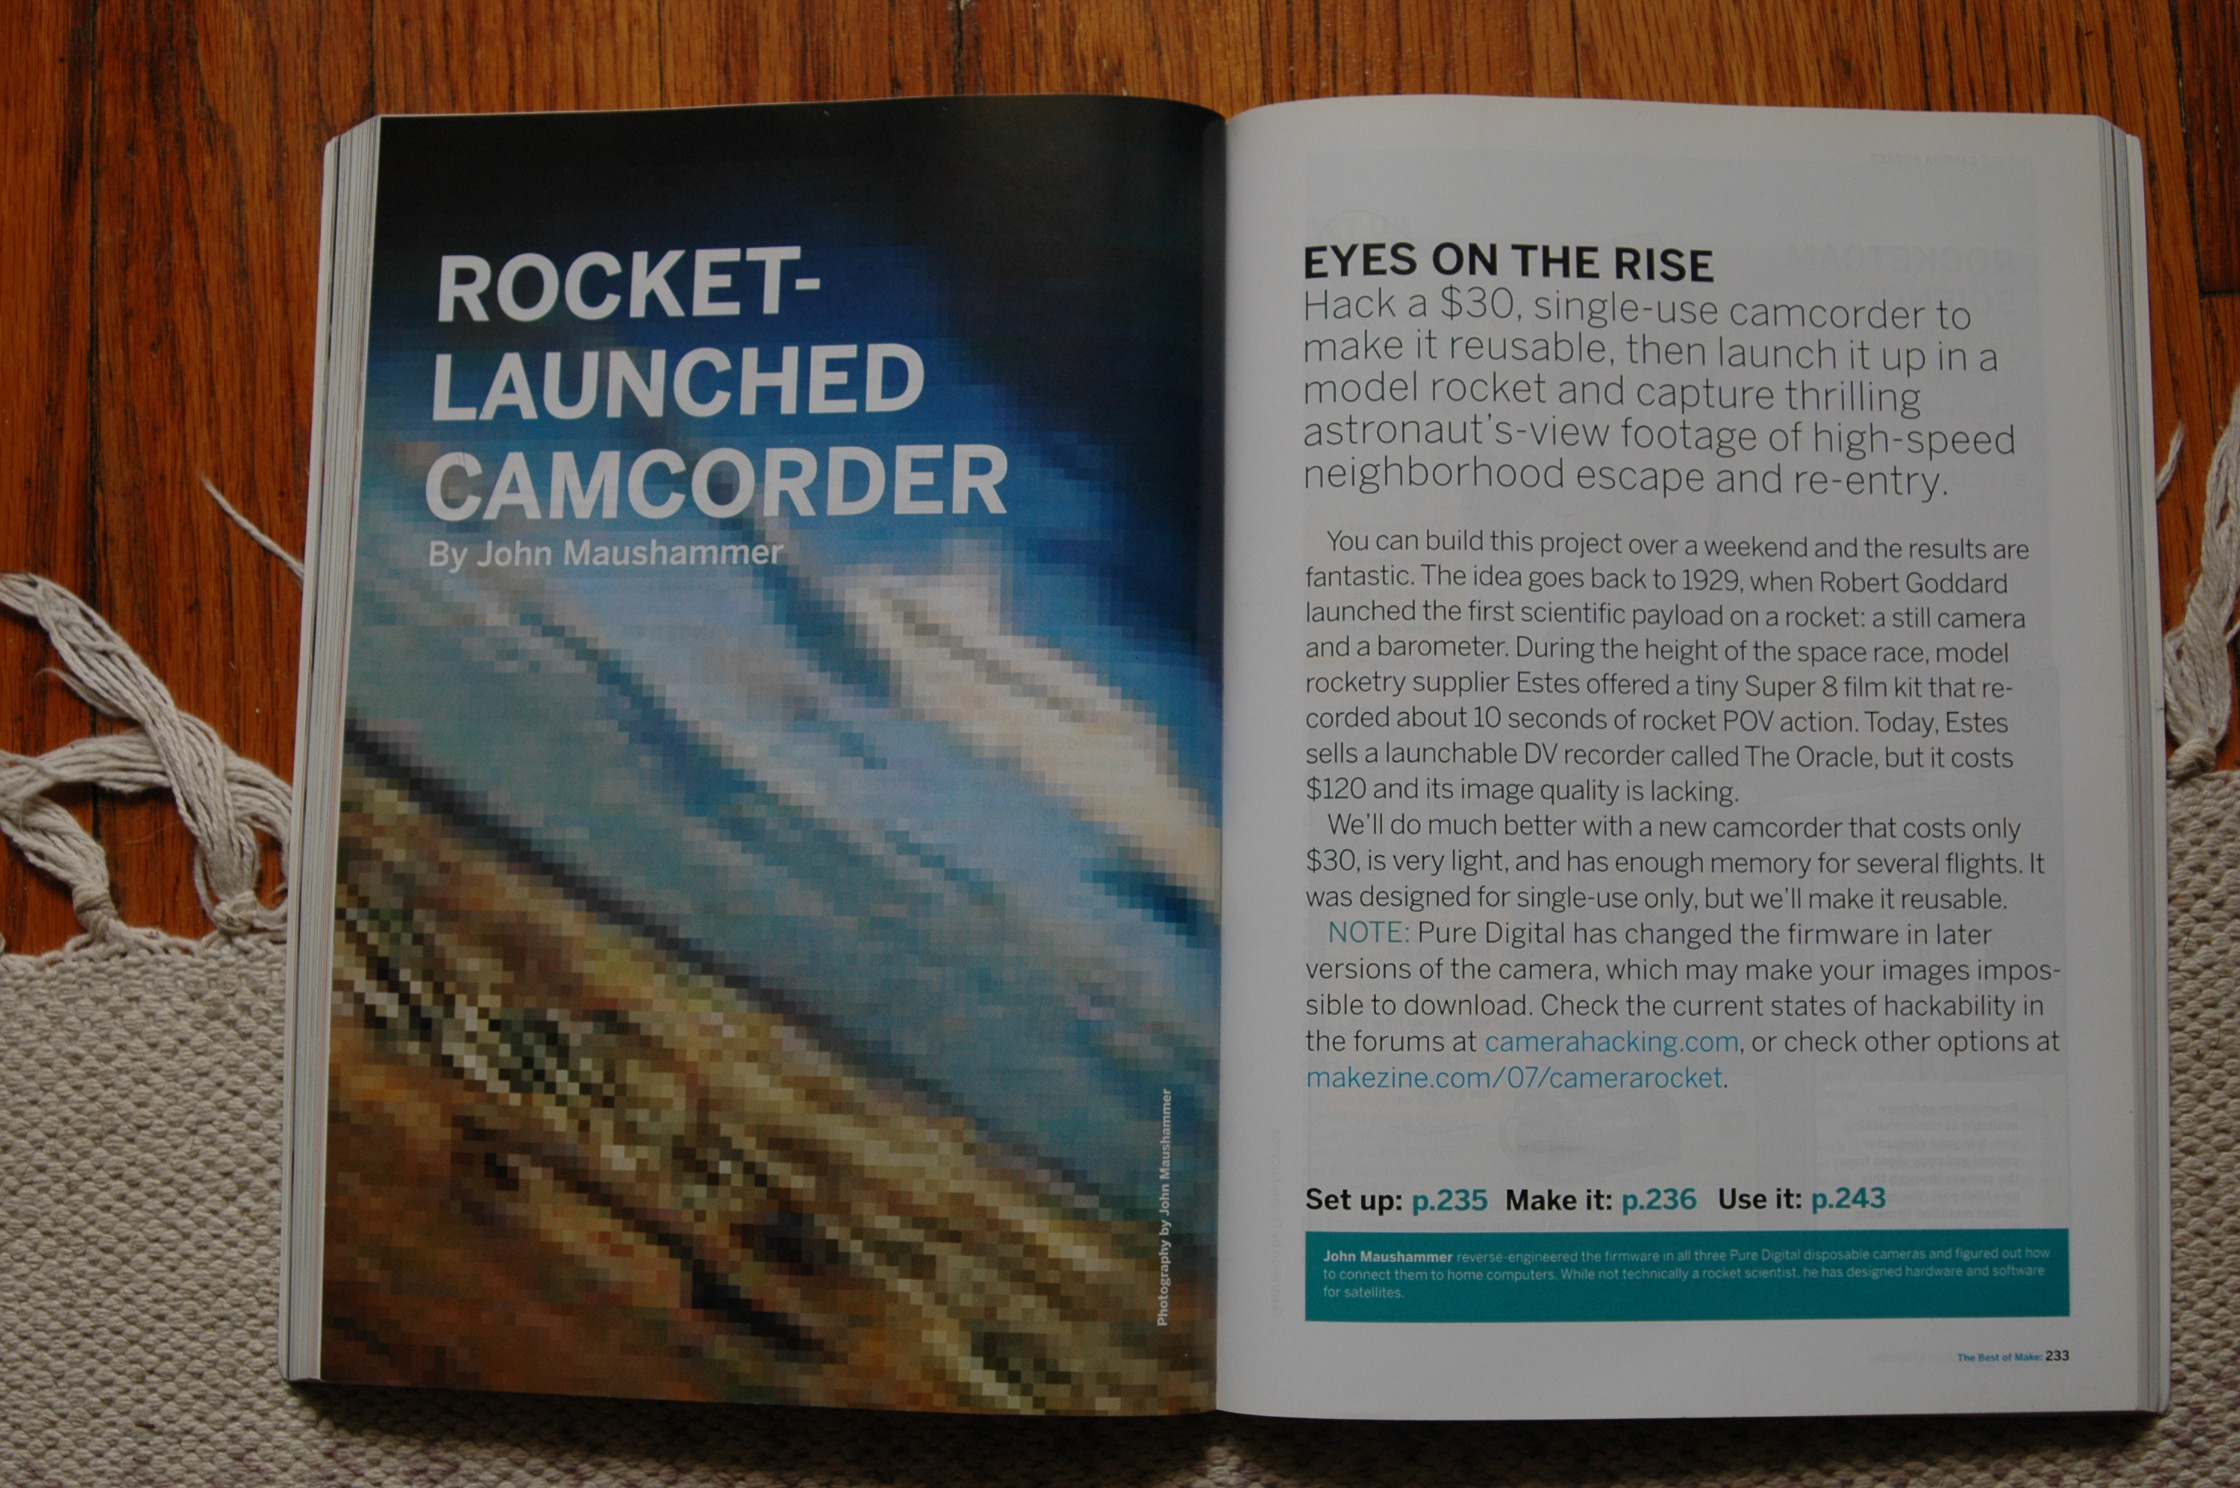 ROCKET-
LAUNCHED
CAMCORDER
By John Maushammer
Photography by John Maushammer
EYES ON THE RISE
Hack a $30, single-use camcorder to
make it reusable, then launch it up in a
model rocket and capture thrilling
astronaut's-view footage of high-speed
neighborhood escape and re-entry.
You can build this project over a weekend and the results are
fantastic. The idea goes back to 1929, when Robert Goddard
launched the first scientific payload on a rocket: a still camera
and a barometer. During the height of the space race, model
rocketry supplier Estes offered a tiny Super 8 film kit that re-
corded about 10 seconds of rocket POV action. Today, Estes
sells a launchable DV recorder called The Oracle, but it costs
$120 and its image quality is lacking.
We'll do much better with a new camcorder that costs only
$30, is very light, and has enough memory for several flights. It
was designed for single-use only, but we'll make it reusable.
NOTE: Pure Digital has changed the firmware in later
versions of the camera, which may make your images impos-
sible to download. Check the current states of hackability in
the forums at camerahacking.com, or check other options at
makezine.com/07/camerarocket.
Set up: p.235 Make it: p.236 Use it: p.243
John Maushammer reverse-engineered the firmware in all three Pure Digital disposable cameras and figured out how
to connect them to home computers. While not technically a rocket scientist, he has designed hardware and software
for satellites.
The Best of Make: 233